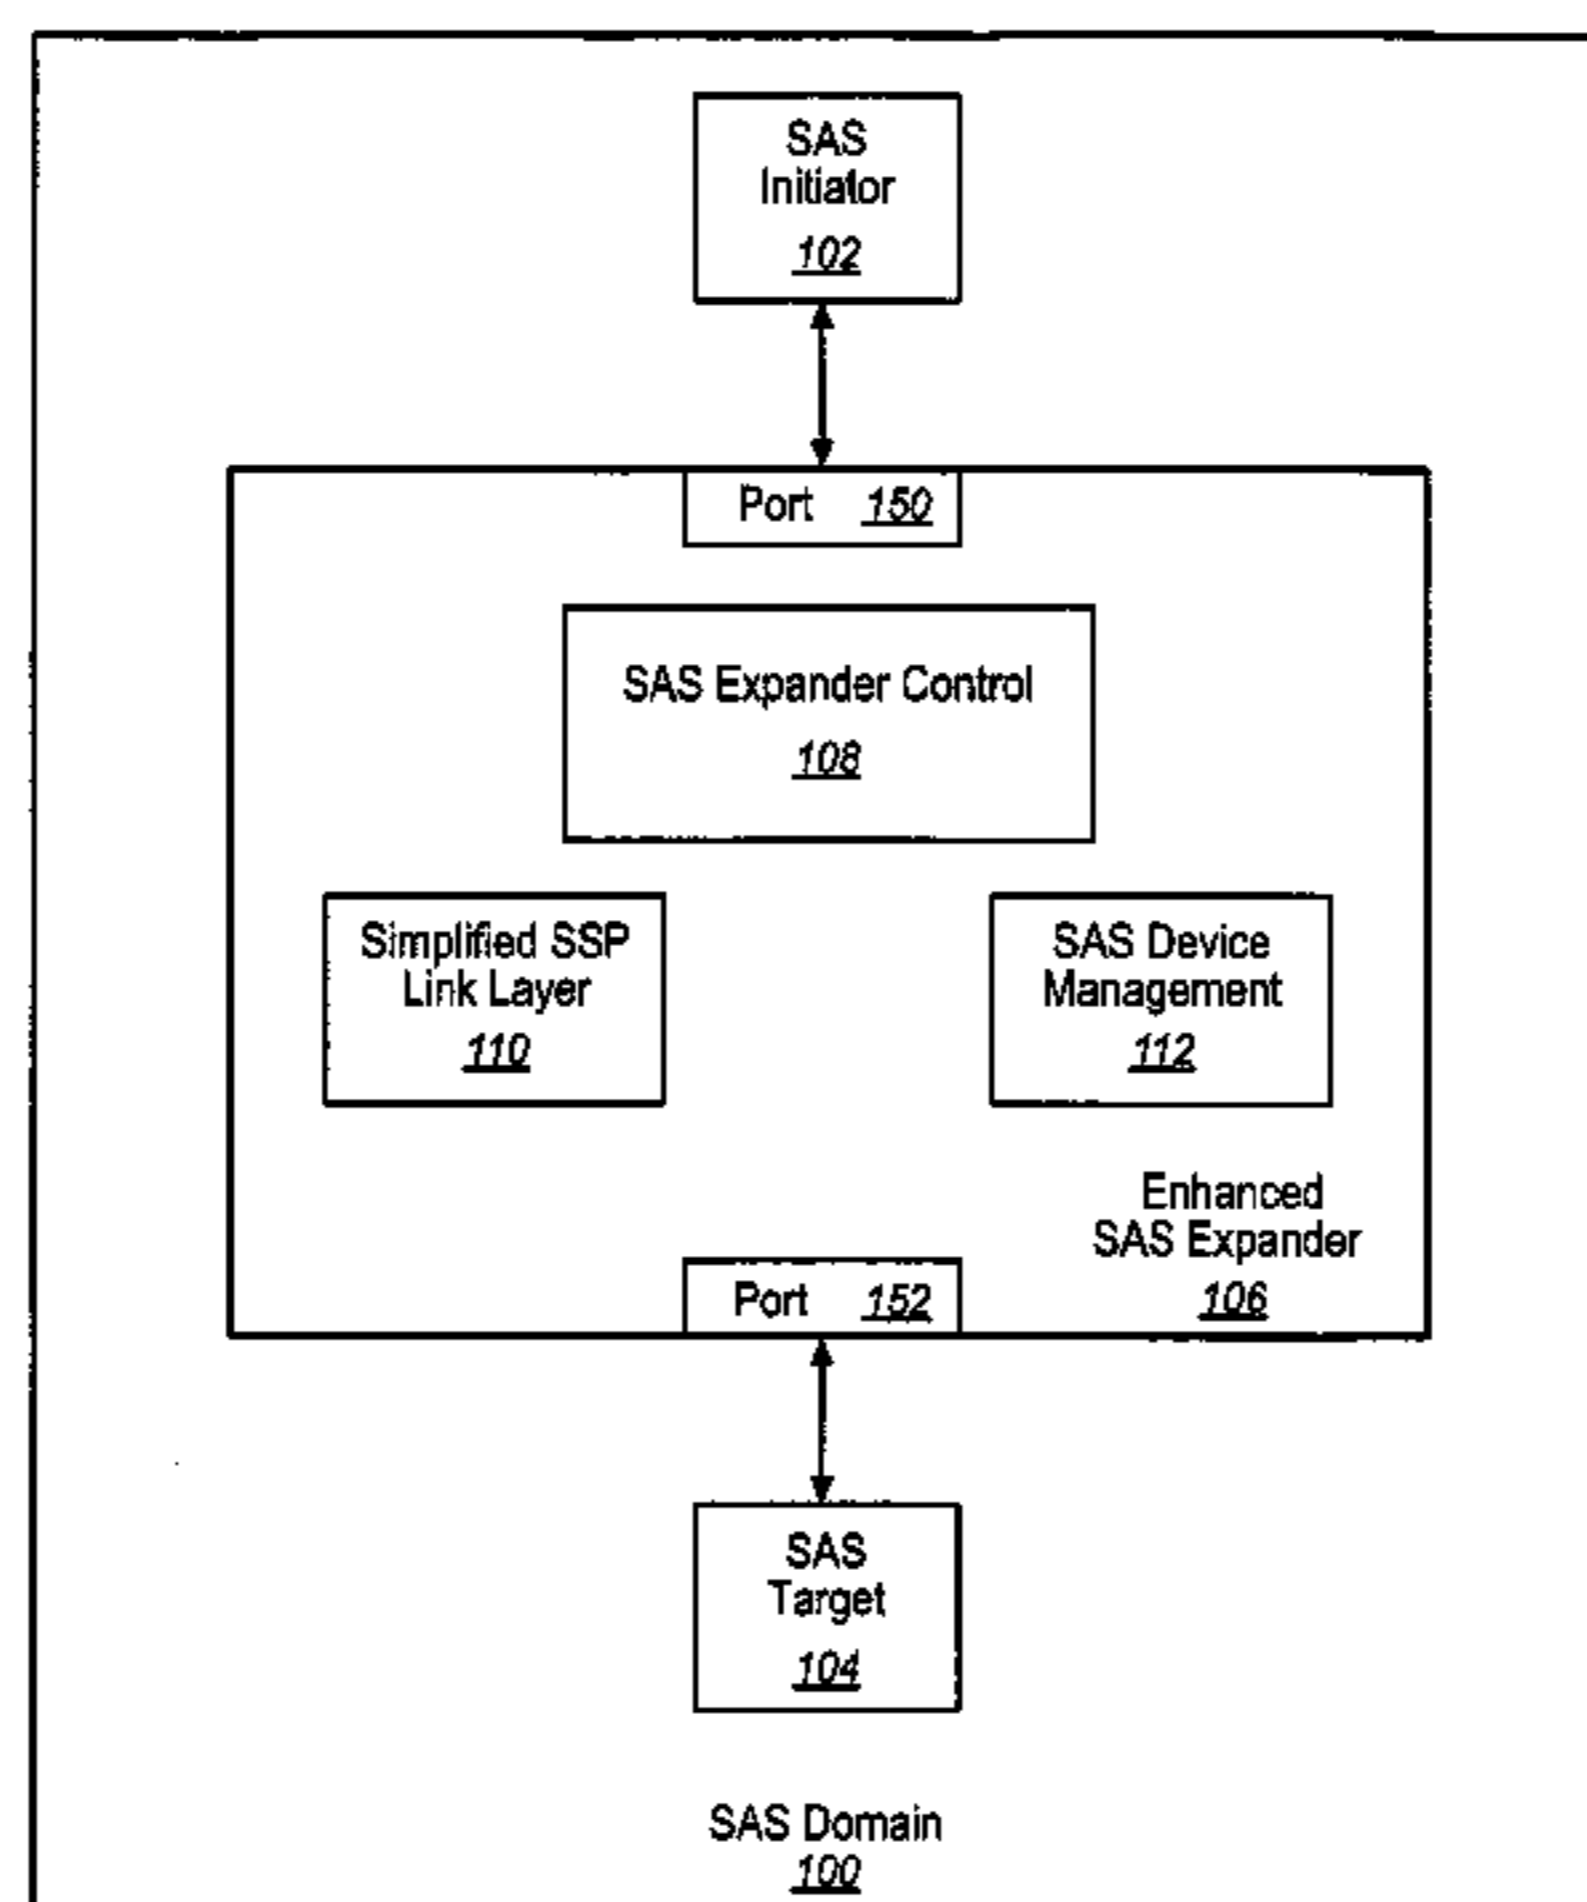 SAS
Initiator
102
Port 150
SAS Expander Control
108
Simplified SSP
Link Layer
110
SAS Device
Management
112
Enhanced
SAS Expander
106
Port 152
SAS
Target
104
SAS Domain
100